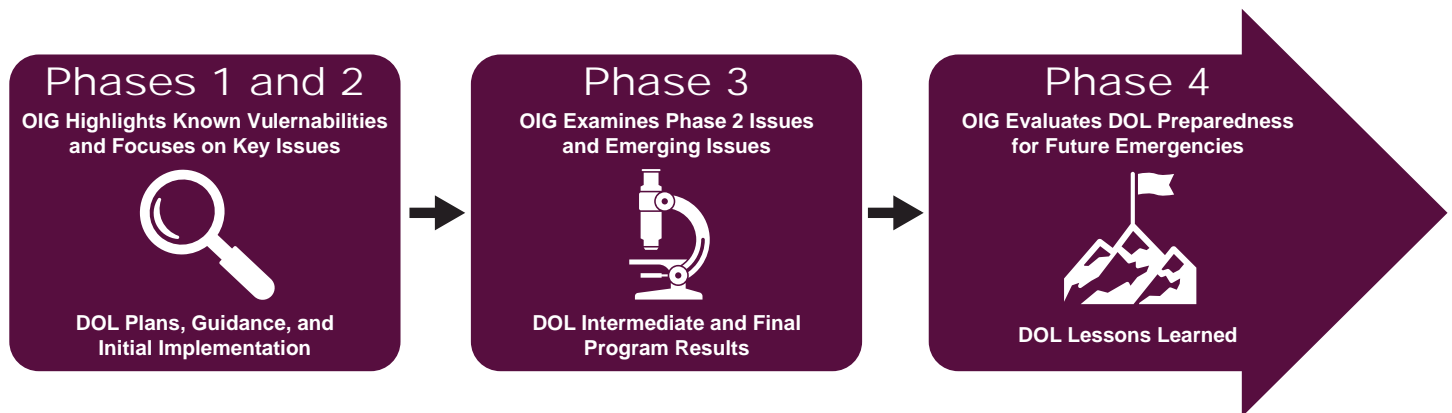 Phases 1 and 2
OIG Highlights Known Vulernabilities
and Focuses on Key Issues
DOL Plans, Guidance, and
Initial Implementation
Phase 3
OIG Examines Phase 2 Issues
and Emerging Issues
DOL Intermediate and Final
Program Results
Phase 4
OIG Evaluates DOL Preparedness
for Future Emergencies
DOL Lessons Learned